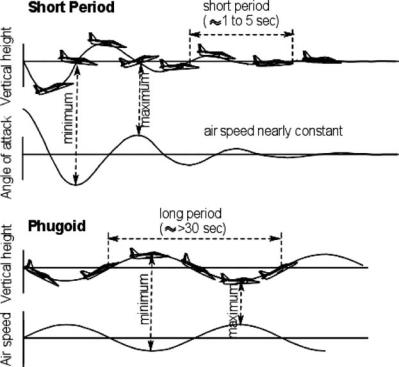 Short Period
short period
(≈1 to 5 sec)
Vertical height
minimum
maximum
Angle of attack
air speed nearly constant
Phugoid
long period
(≈>30 sec)
Vertical height
minimum
maximum
Air speed